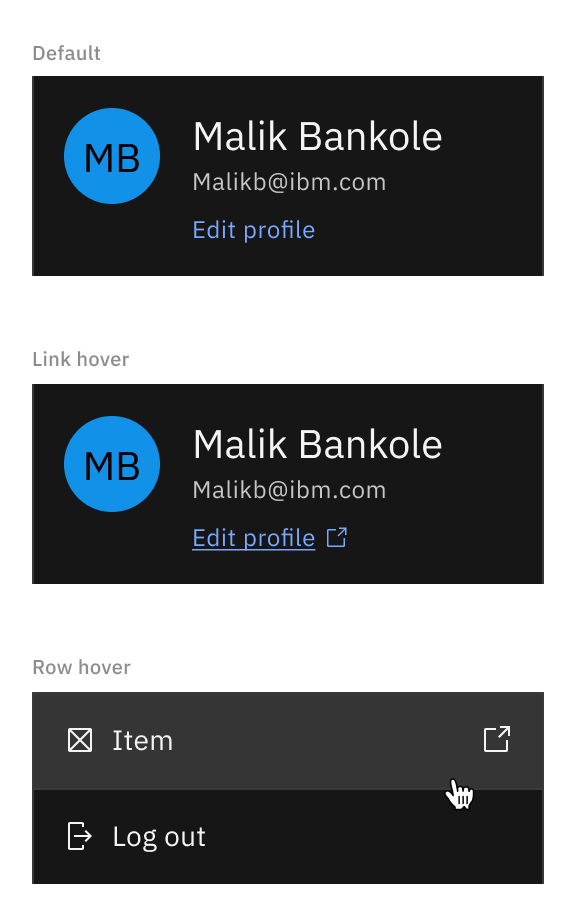 Default
MB
Malik Bankole
Malikb@ibm.com
Edit profile
Link hover
MB
Malik Bankole
Malikb@ibm.com
Edit profile
Row hover
Item
Log out